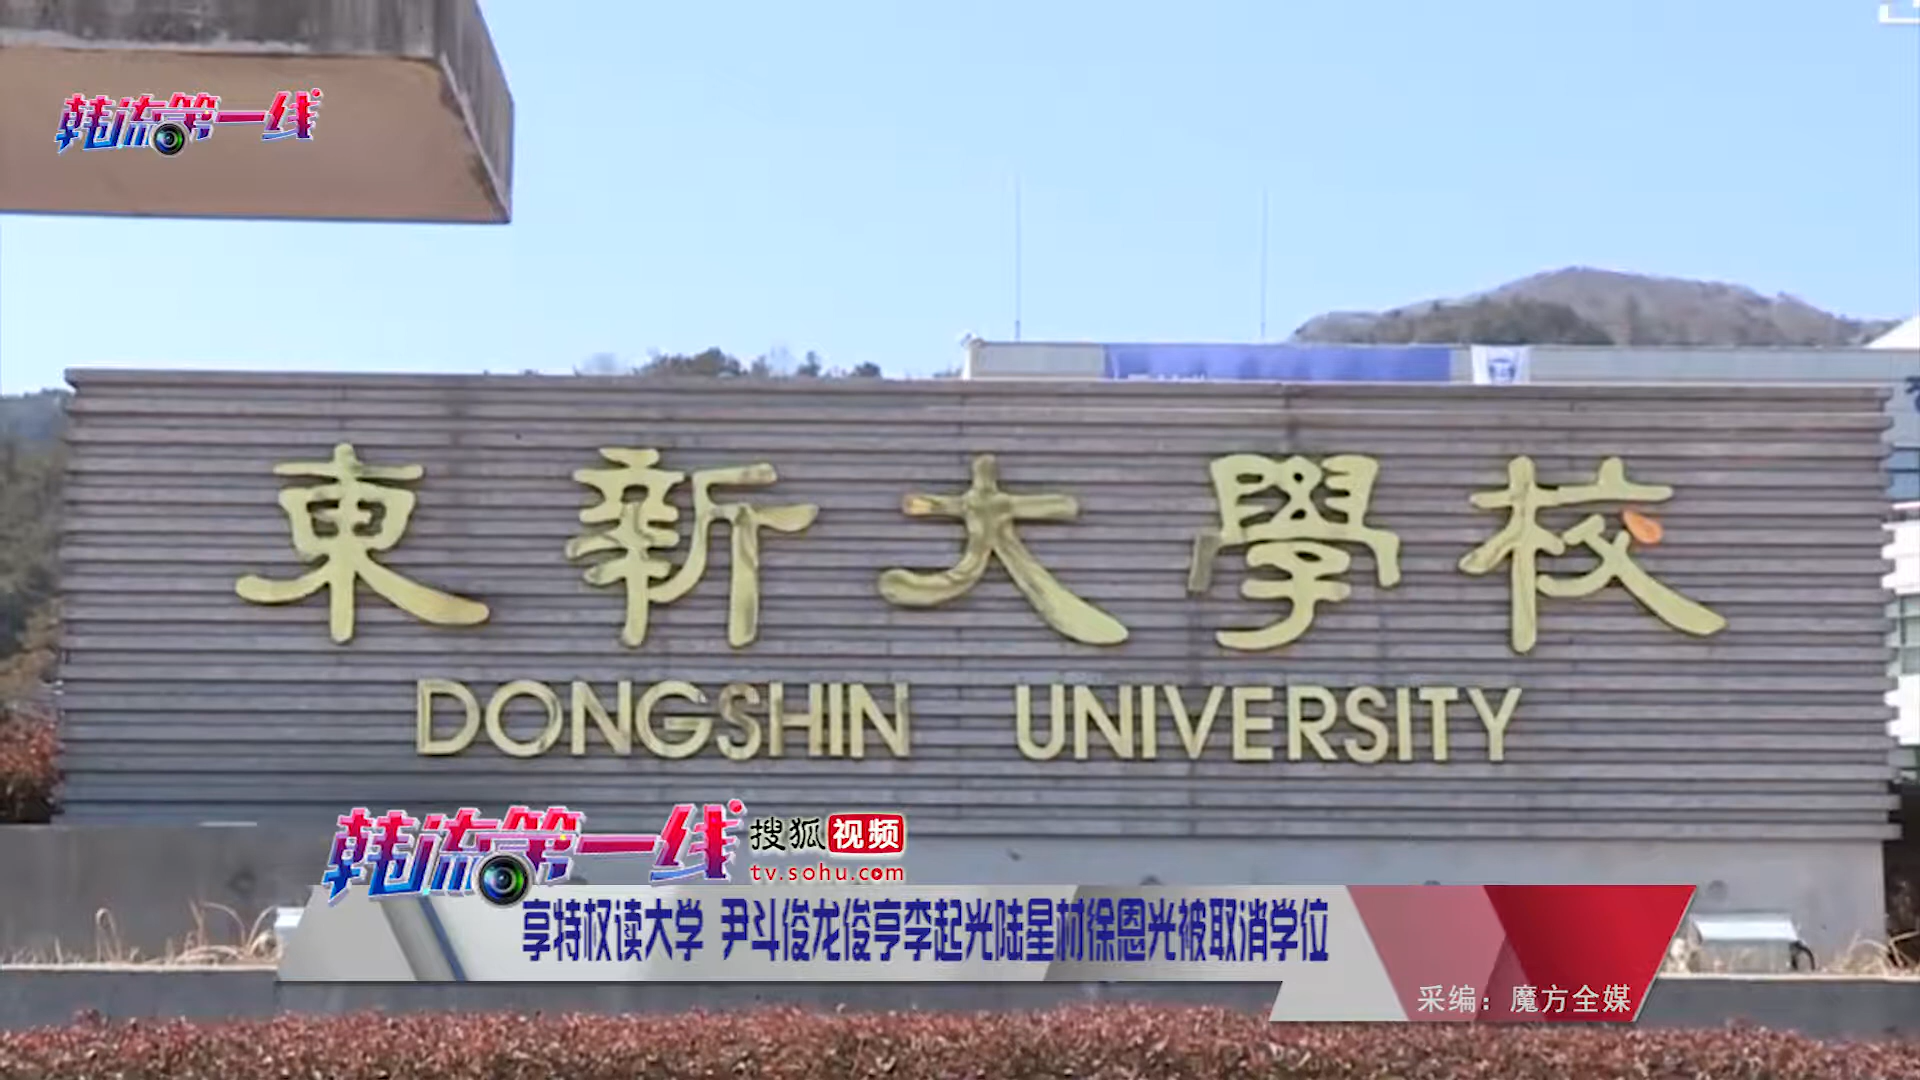 韩流第一线
東新大學校
DONGSHIN UNIVERSITY
韩流第一线
搜狐视频
tv.sohu.com
享特权读大学 尹斗俊龙俊亨李起光陆星材徐恩光被取消学位
采编：魔方全媒